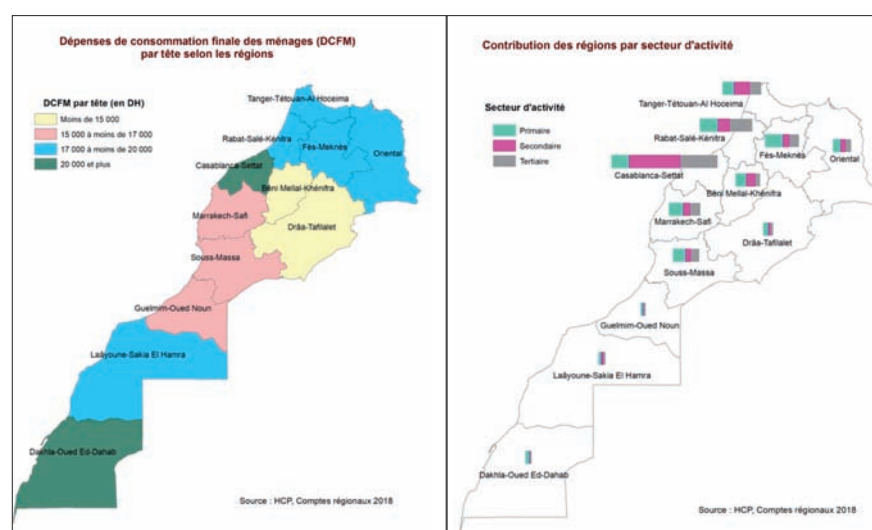 Dépenses de consommation finale des ménages (DCFM)
par tête selon les régions
DCFM par tête (en DH)
Moins de 15 000
15 000 à moins de 17 000
17 000 à moins de 20 000
20 000 et plus
Tanger-Tétouan-Al Hoceima
Rabat-Salé-Kénitra
Fès-Meknès
Oriental
Casablanca-Settat
Béni Mellal-Khénifra
Marrakech-Safi
Drâa-Tafilalet
Souss-Massa
Guelmim-Oued Noun
Laâyoune-Sakia El Hamra
Dakhla-Oued Ed-Dahab
Source : HCP, Comptes régionaux 2018
Contribution des régions par secteur d'activité
Secteur d'activité
Primaire
Secondaire
Tertiaire
Tanger-Tétouan-Al Hoceima
Rabat-Salé-Kénitra
Fès-Meknès
Oriental
Casablanca-Settat
Béni Mellal-Khénifra
Marrakech-Safi
Drâa-Tafilalet
Souss-Massa
Guelmim-Oued Noun
Laâyoune-Sakia El Hamra
Dakhla-Oued Ed-Dahab
Source : HCP, Comptes régionaux 2018